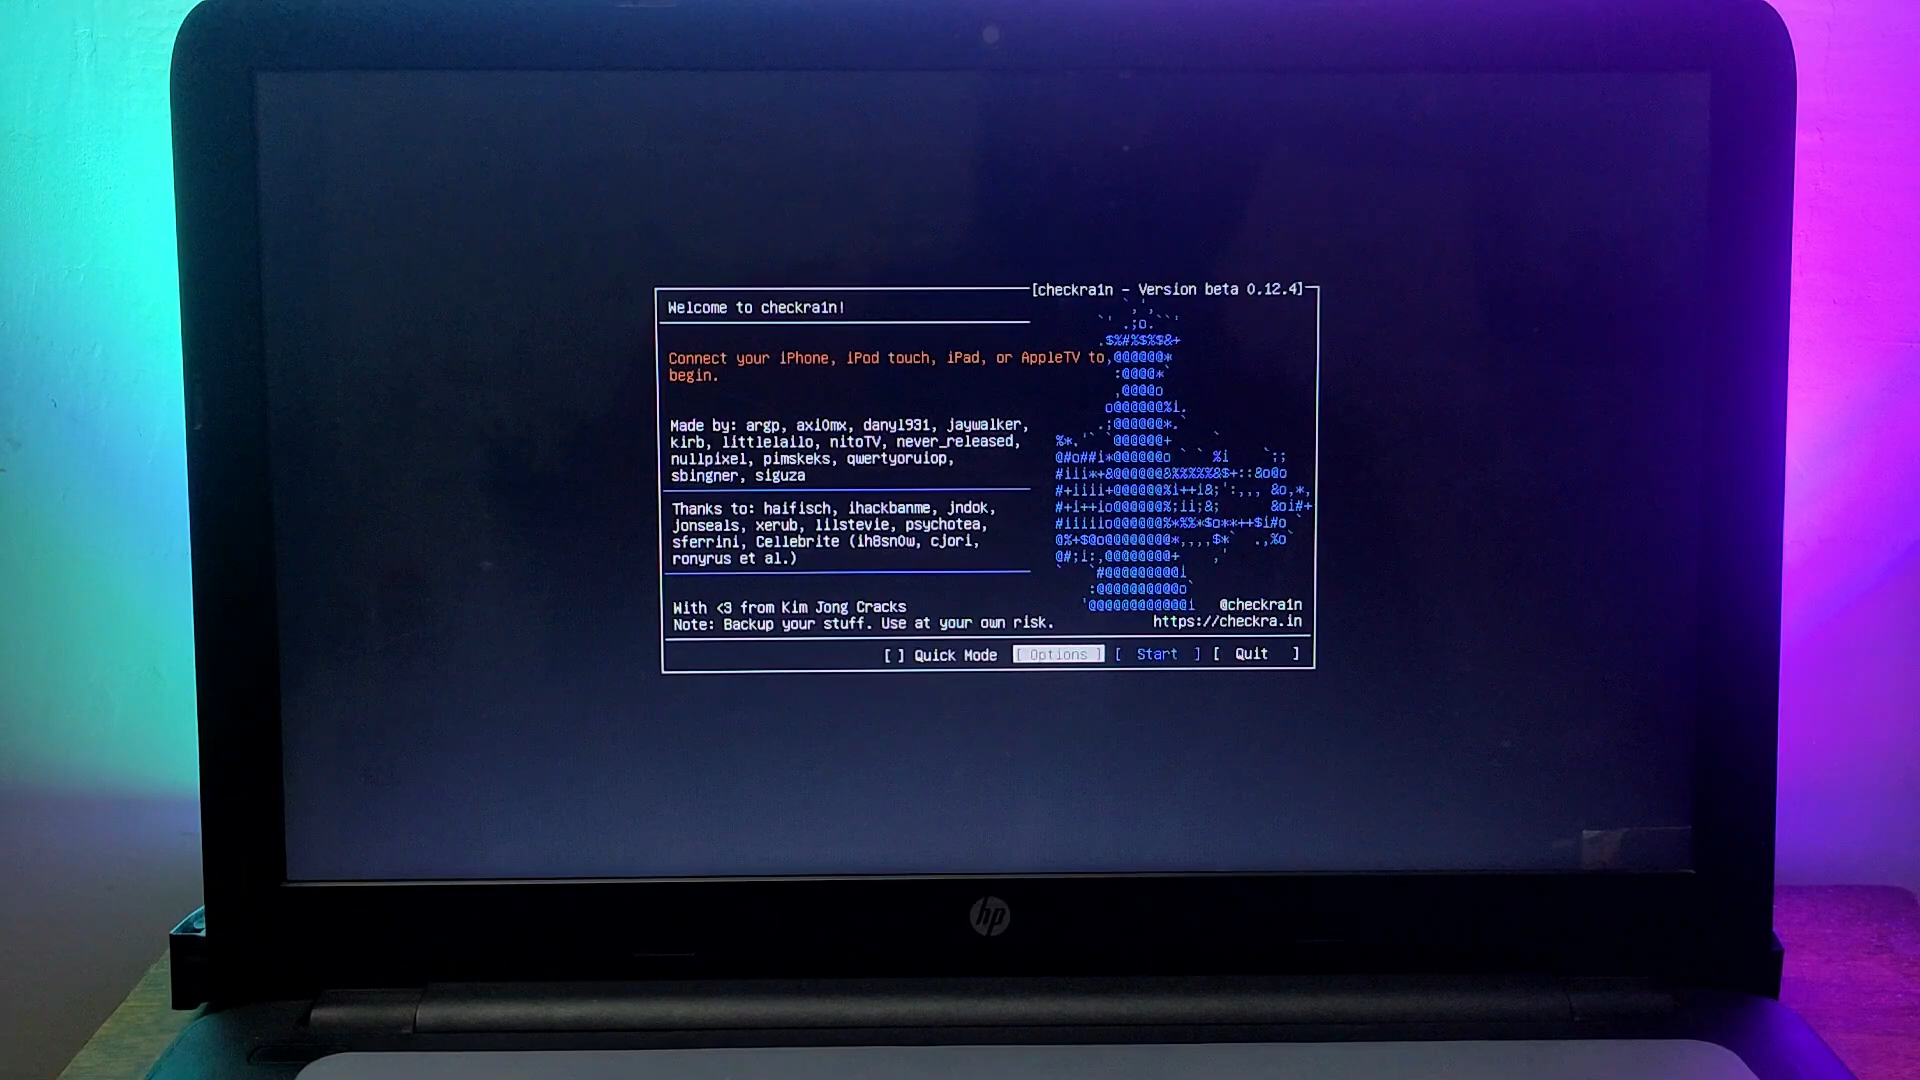 [checkra1n - Version beta 0.12.4]
Welcome to checkra1n!
Connect your iPhone, iPod touch, iPad, or AppleTV to
begin.
Made by: argp, axi0mx, danyl931, jaywalker,
kirb, littlelailo, nitoTV, never_released,
nullpixel, pimskeks, qwertyoruiop,
sbingner, siguza
Thanks to: haifisch, ihackbanme, jndok,
jonseals, xerub, lilstevie, psychotea,
sferrini, Cellebrite (ih8sn0w, cjori,
ronyrus et al.)
With <3 from Kim Jong Cracks
@checkra1n
Note: Backup your stuff. Use at your own risk.
https://checkra.in
[ ] Quick Mode [ Options ] [ Start ] [ Quit ]
hp